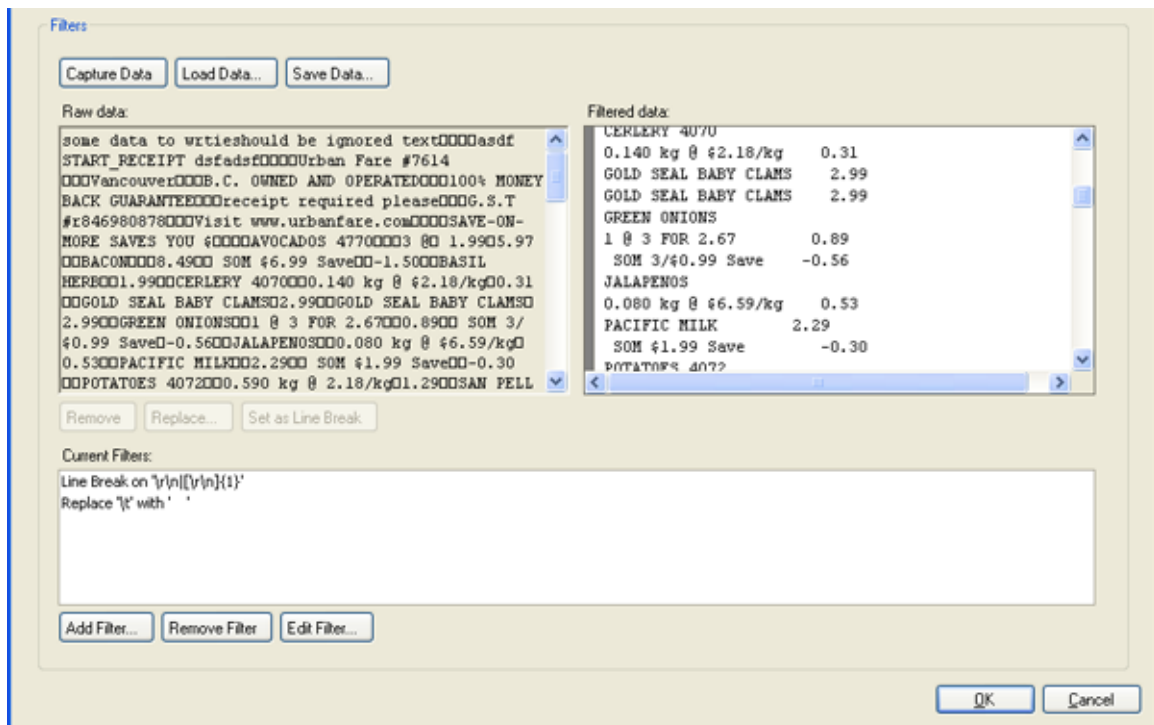 Filters
Capture Data Load Data... Save Data...
Raw data:
some data to wrtieshould be ignored text□□□□asdf
START_RECEIPT dsfadsf□□□□Urban Fare #7614
□□□Vancouver□□□B.C. OWNED AND OPERATED□□□100% MONEY
BACK GUARANTEE□□□receipt required please□□□G.S.T
#r846980878□□□Visit www.urbanfare.com□□□□SAVE-ON-
MORE SAVES YOU $□□□□AVOCADOS 4770□□□3 @□ 1.99□5.97
□□BACON□□□8.49□□ SOM $6.99 Save□□-1.50□□BASIL
HERB□□1.99□□CERLERY 4070□□□0.140 kg @ $2.18/kg□0.31
□□GOLD SEAL BABY CLAMS□2.99□□GOLD SEAL BABY CLAMS□
2.99□□GREEN ONIONS□□1 @ 3 FOR 2.67□□0.89□□ SOM 3/
$0.99 Save□-0.56□□JALAPENOS□□□0.080 kg @ $6.59/kg□
0.53□□PACIFIC MILK□□2.29□□ SOM $1.99 Save□□-0.30
□□POTATOES 4072□□□0.590 kg @ 2.18/kg□1.29□□SAN PELL
Filtered data:
CERLERY 4070
0.140 kg @ $2.18/kg 0.31
GOLD SEAL BABY CLAMS 2.99
GOLD SEAL BABY CLAMS 2.99
GREEN ONIONS
1 @ 3 FOR 2.67 0.89
SOM 3/$0.99 Save -0.56
JALAPENOS
0.080 kg @ $6.59/kg 0.53
PACIFIC MILK 2.29
SOM $1.99 Save -0.30
POTATOES 4072
Remove Replace... Set as Line Break
Current Filters:
Line Break on '\r\n|[\r\n]{1}'
Replace '\t' with '    '
Add Filter... Remove Filter Edit Filter...
OK Cancel